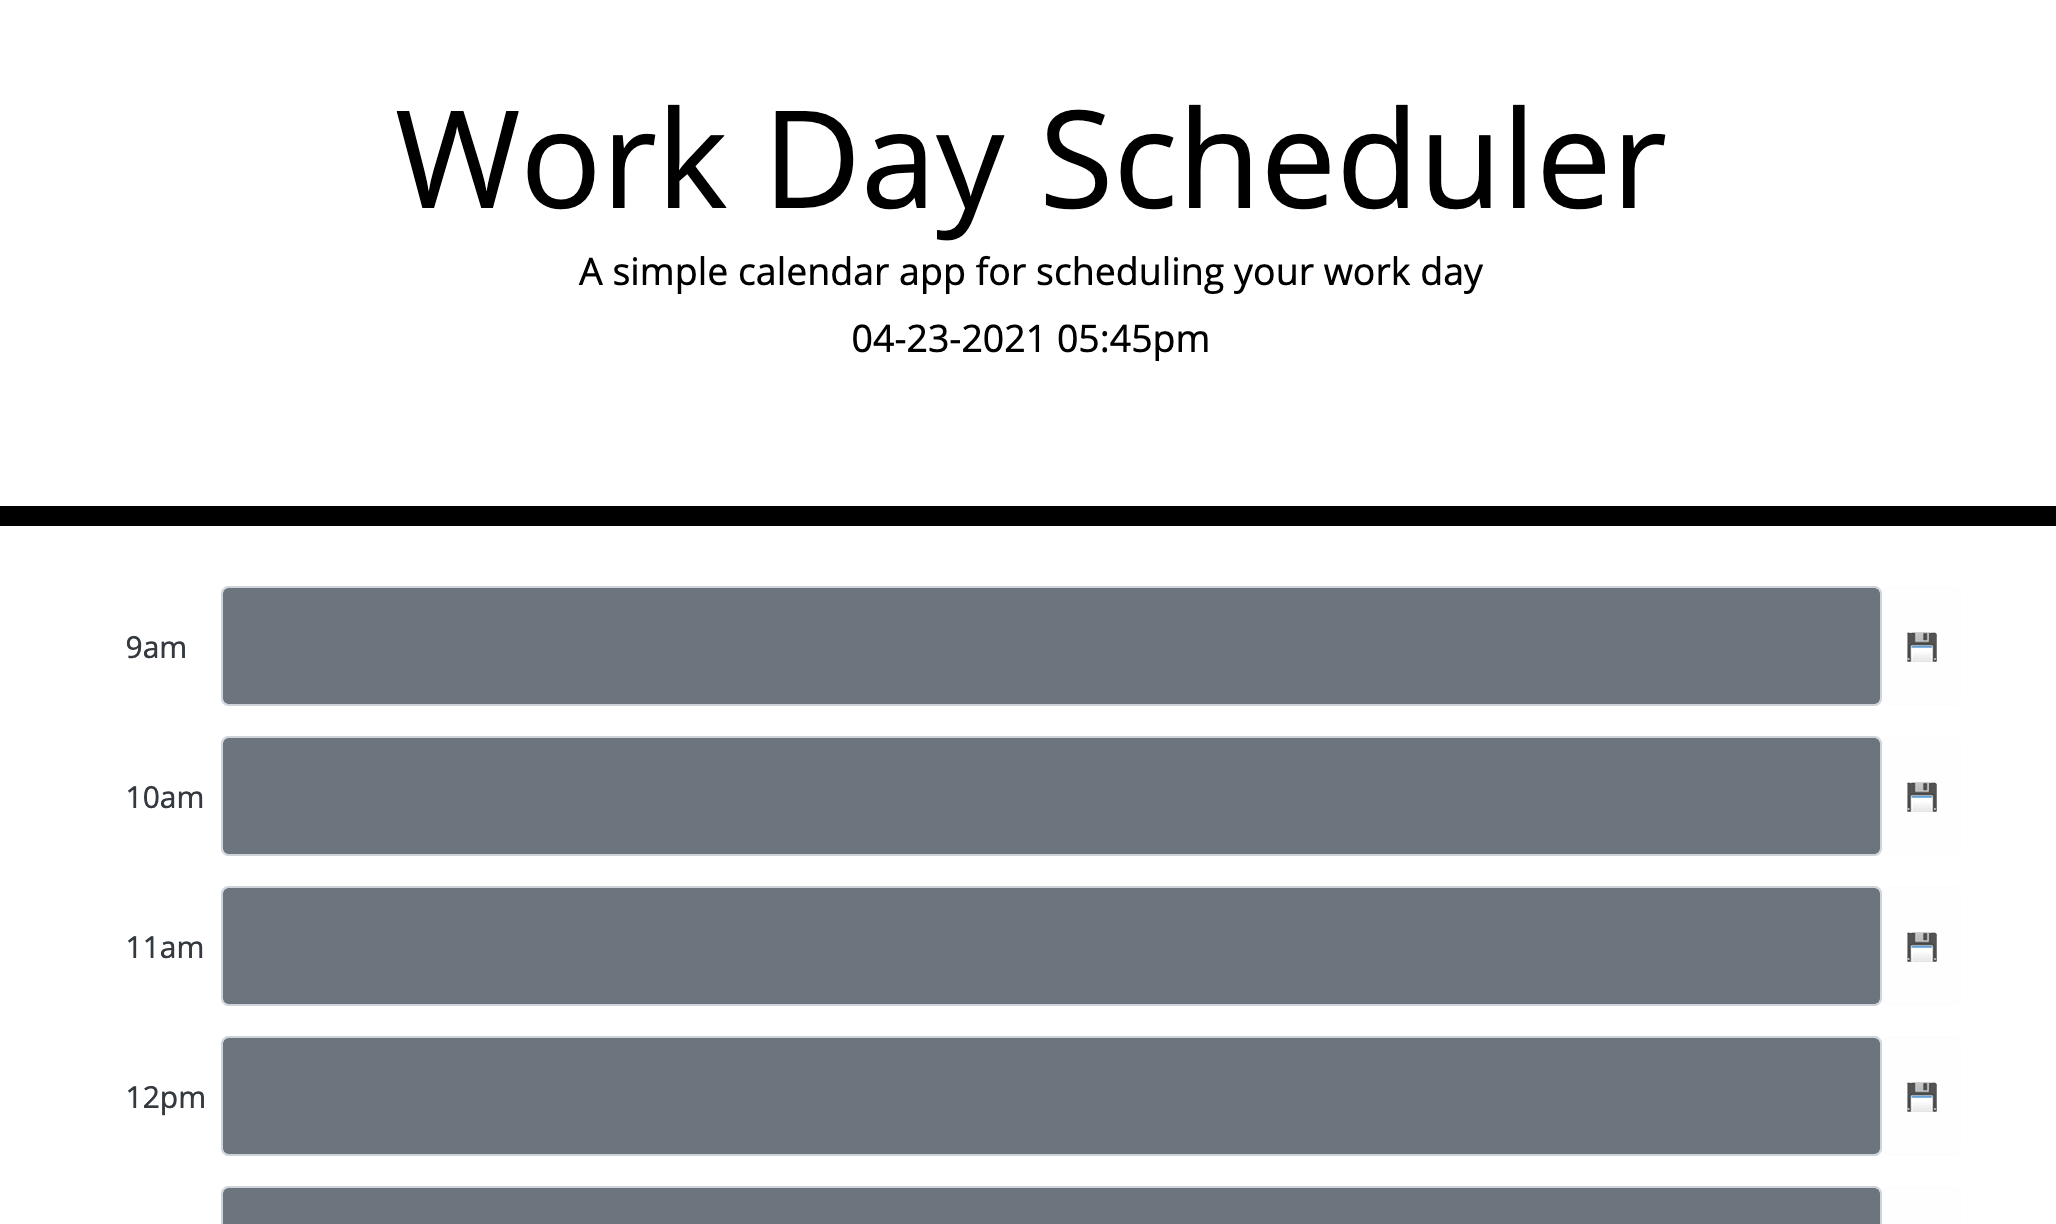 Work Day Scheduler
A simple calendar app for scheduling your work day
04-23-2021 05:45pm
9am
10am
11am
12pm